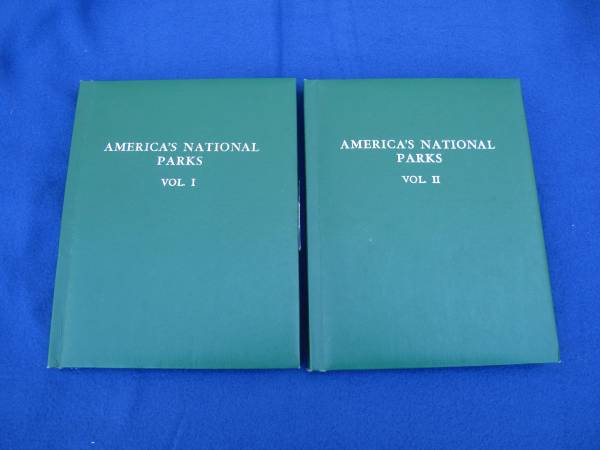 AMERICA'S NATIONAL
PARKS
VOL. I
AMERICA'S NATIONAL
PARKS
VOL. II